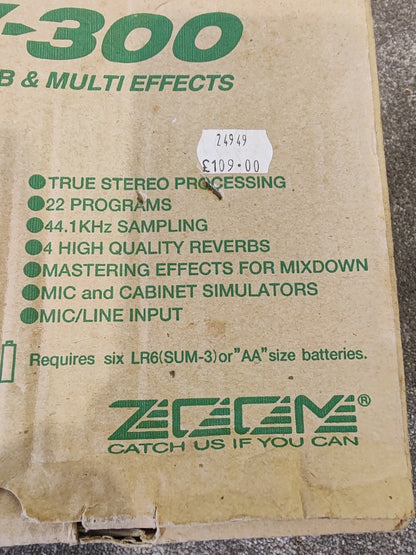 -300
B & MULTI EFFECTS
24949
£109.00
●TRUE STEREO PROCESSING
●22 PROGRAMS
●44.1KHz SAMPLING
●4 HIGH QUALITY REVERBS
●MASTERING EFFECTS FOR MIXDOWN
●MIC and CABINET SIMULATORS
●MIC/LINE INPUT
Requires six LR6(SUM-3)or"AA"size batteries.
ZOOM®
CATCH US IF YOU CAN